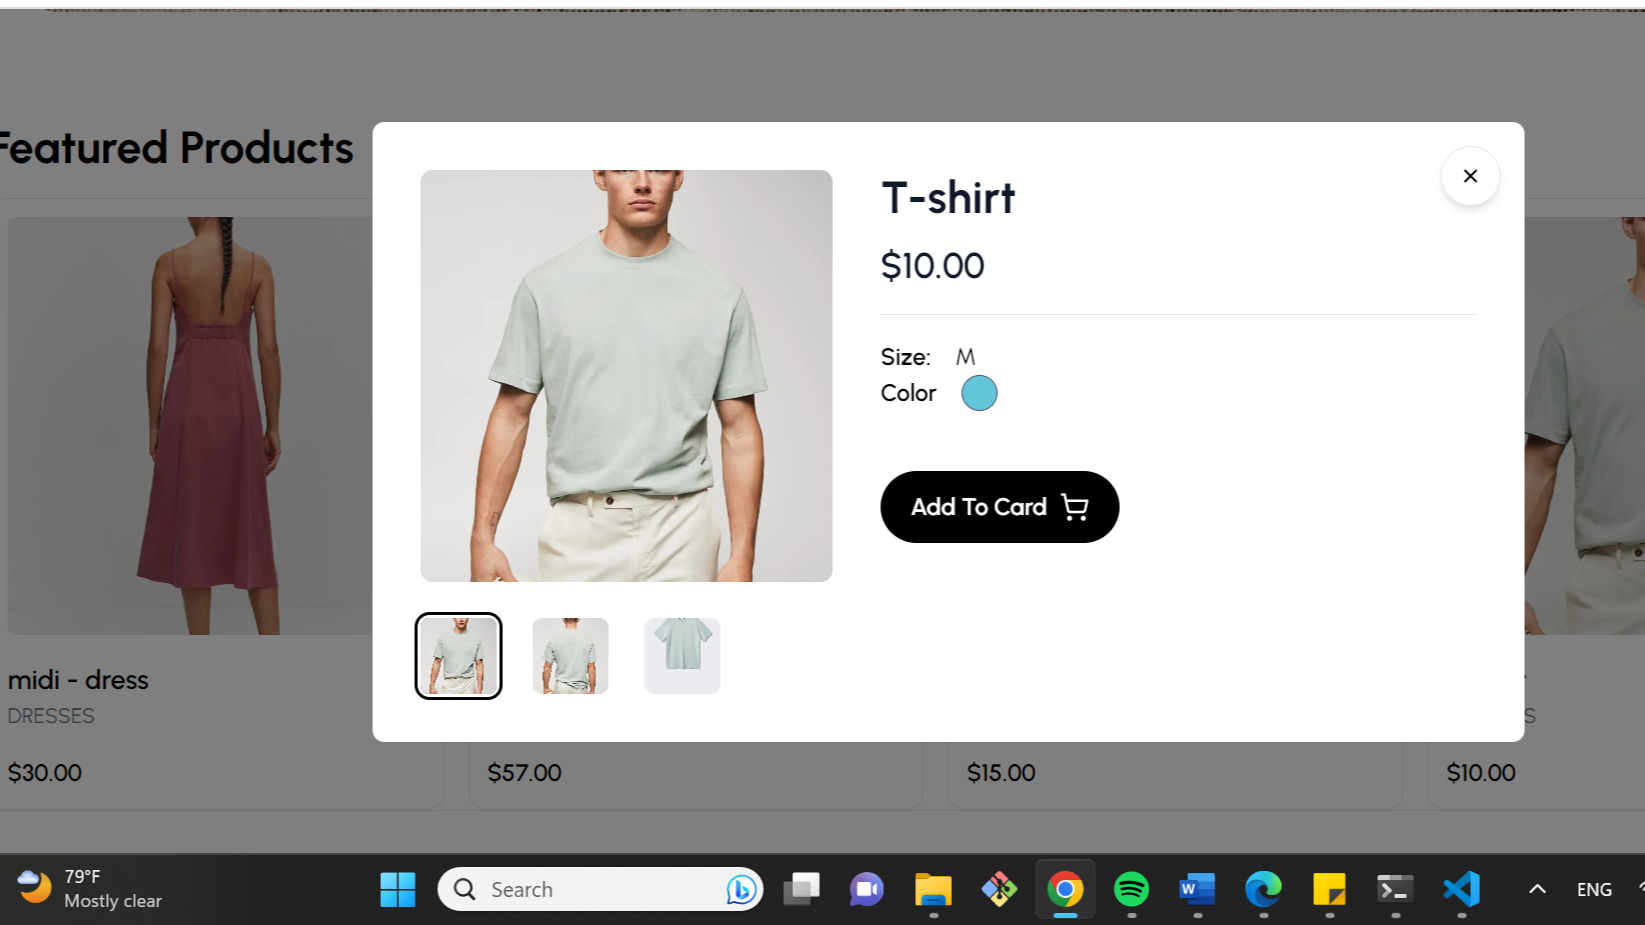 Featured Products
T-shirt
$10.00
Size: M
Color
Add To Card
midi - dress
DRESSES
$30.00
$57.00
$15.00
$10.00
S
79°F
Mostly clear
Search
ENG